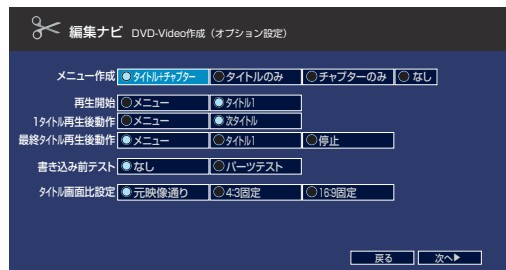 編集ナビ DVD-Video作成（オプション設定）
メニュー作成 タイトル+チャプター タイトルのみ チャプターのみ なし
再生開始 メニュー タイトル1
1タイトル再生後動作 メニュー 次タイトル
最終タイトル再生後動作 メニュー タイトル1 停止
書き込み前テスト なし パーツテスト
タイトル画面比設定 元映像通り 4:3固定 16:9固定
戻る 次へ▶